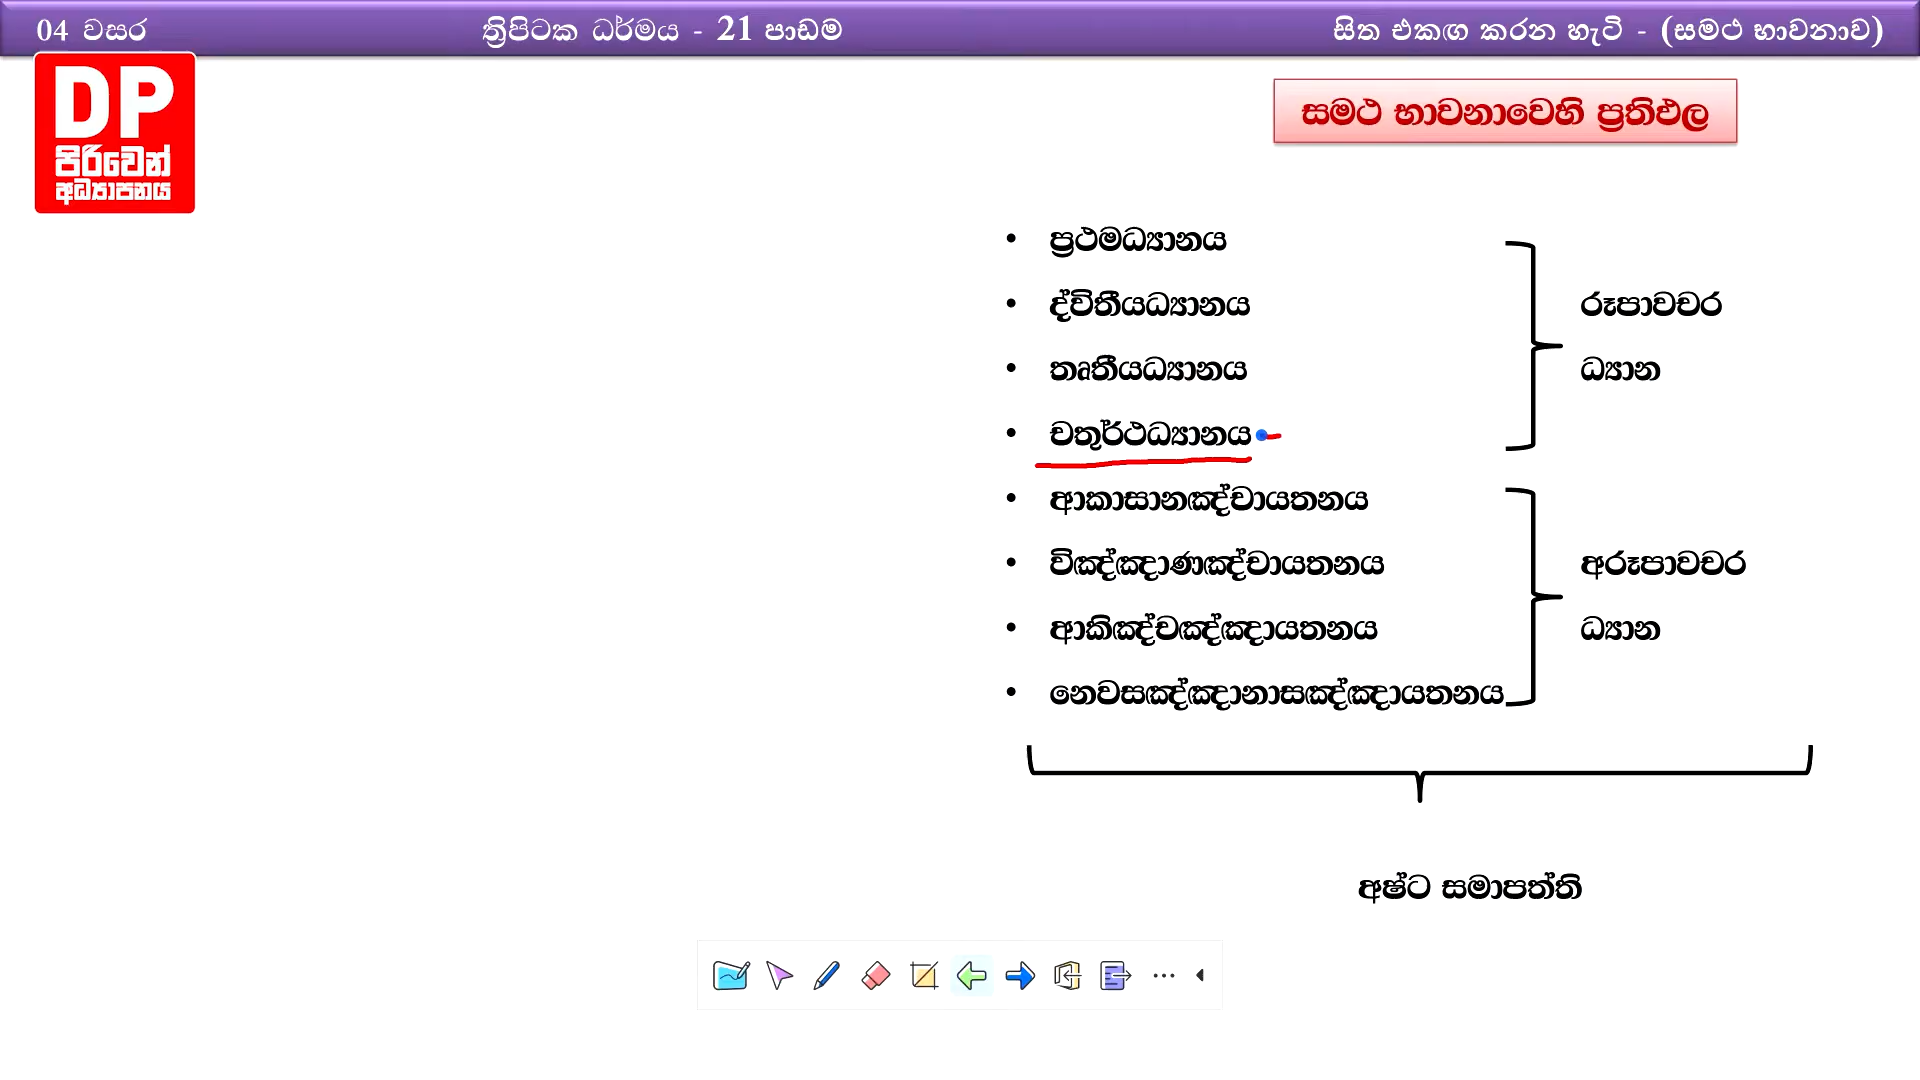 04 වසර
ත්‍රිපිටක ධර්මය - 21 පාඩම
සිත එකඟ කරන හැටි - (සමථ භාවනාව)
DP
පිරිවෙන්
අධ්‍යාපනය
සමථ භාවනාවෙහි ප්‍රතිඵල
• ප්‍රථමධ්‍යානය
• ද්විතීයධ්‍යානය
• තෘතීයධ්‍යානය
• චතුර්ථධ්‍යානය
රූපාවචර
ධ්‍යාන
• ආකාසානඤ්චායතනය
• විඤ්ඤාණඤ්චායතනය
• ආකිඤ්චඤ්ඤායතනය
• නෙවසඤ්ඤානාසඤ්ඤායතනය
අරූපාවචර
ධ්‍යාන
අෂ්ට සමාපත්ති